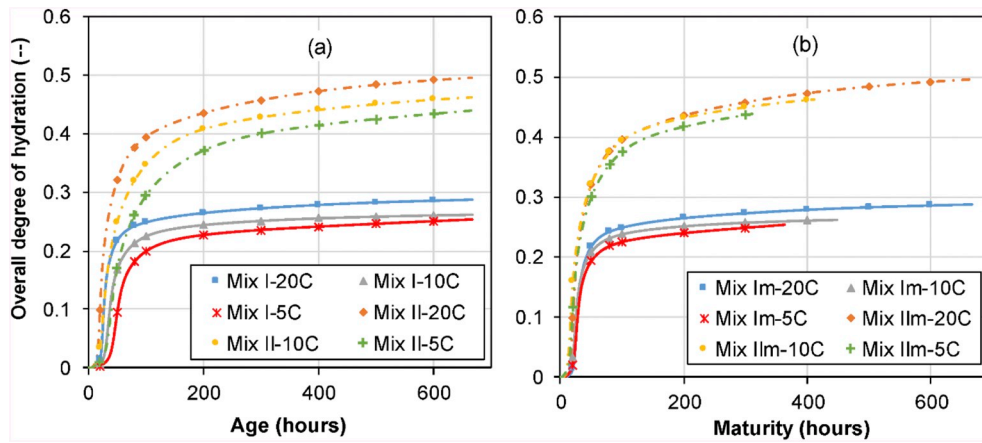 Overall degree of hydration (--)
0.6
0.5
0.4
0.3
0.2
0.1
0
(a)
Mix I-20C
Mix I-10C
Mix I-5C
Mix II-20C
Mix II-10C
Mix II-5C
0
200
400
600
Age (hours)
0.6
0.5
0.4
0.3
0.2
0.1
0
(b)
Mix Im-20C
Mix Im-10C
Mix Im-5C
Mix IIm-20C
Mix IIm-10C
Mix IIm-5C
0
200
400
600
Maturity (hours)